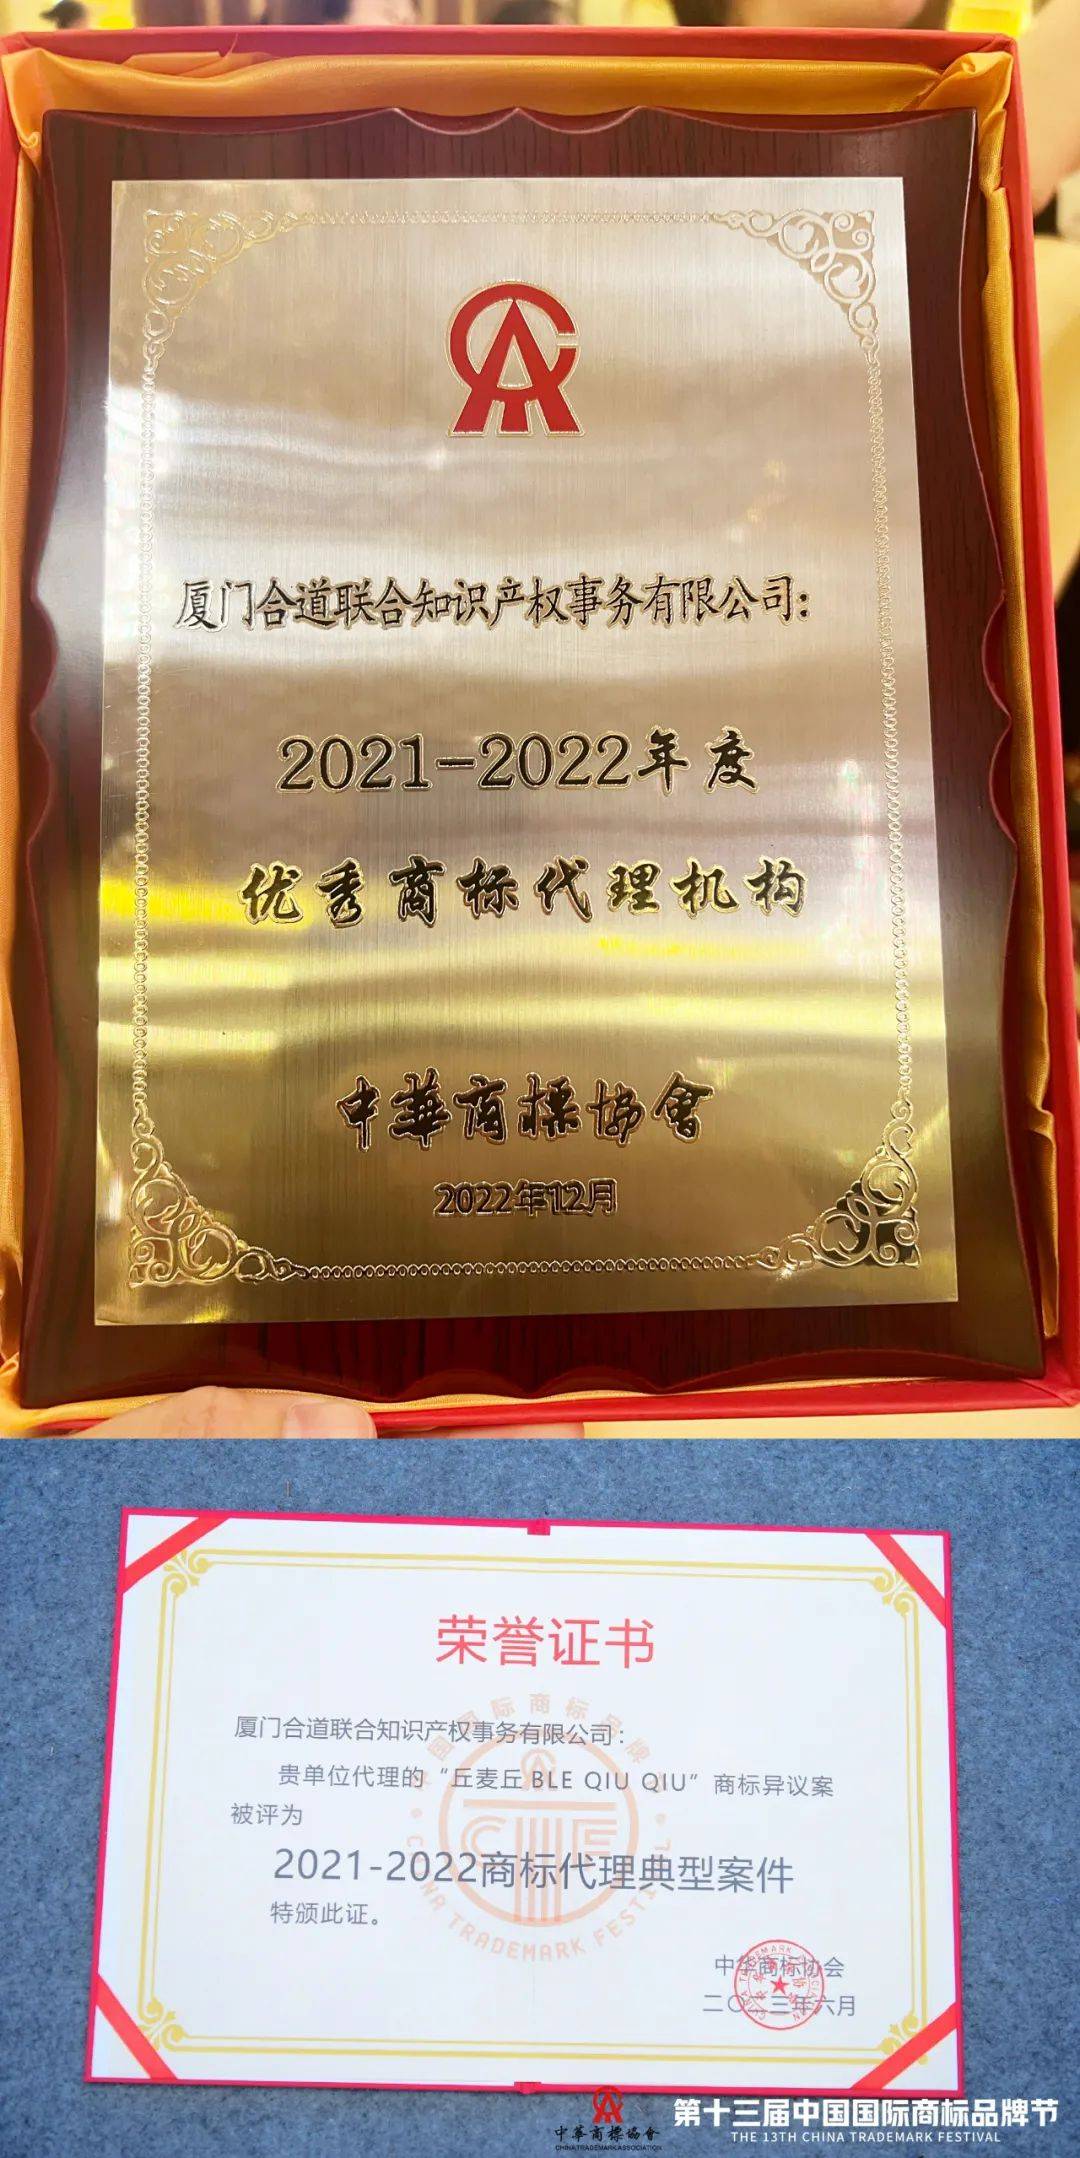 厦门合道联合知识产权事务有限公司：
2021-2022年度
优秀商标代理机构
中華商標協會
2022年12月
荣誉证书
厦门合道联合知识产权事务有限公司：
贵单位代理的“丘麦丘 BLE QIU QIU”商标异议案
被评为
2021-2022商标代理典型案件
特颁此证。
中华商标协会
二〇二三年六月
CHINA TRADEMARK FESTIVAL
中華商標協會
CHINA TRADEMARK ASSOCIATION
第十三届中国国际商标品牌节
THE 13TH CHINA TRADEMARK FESTIVAL